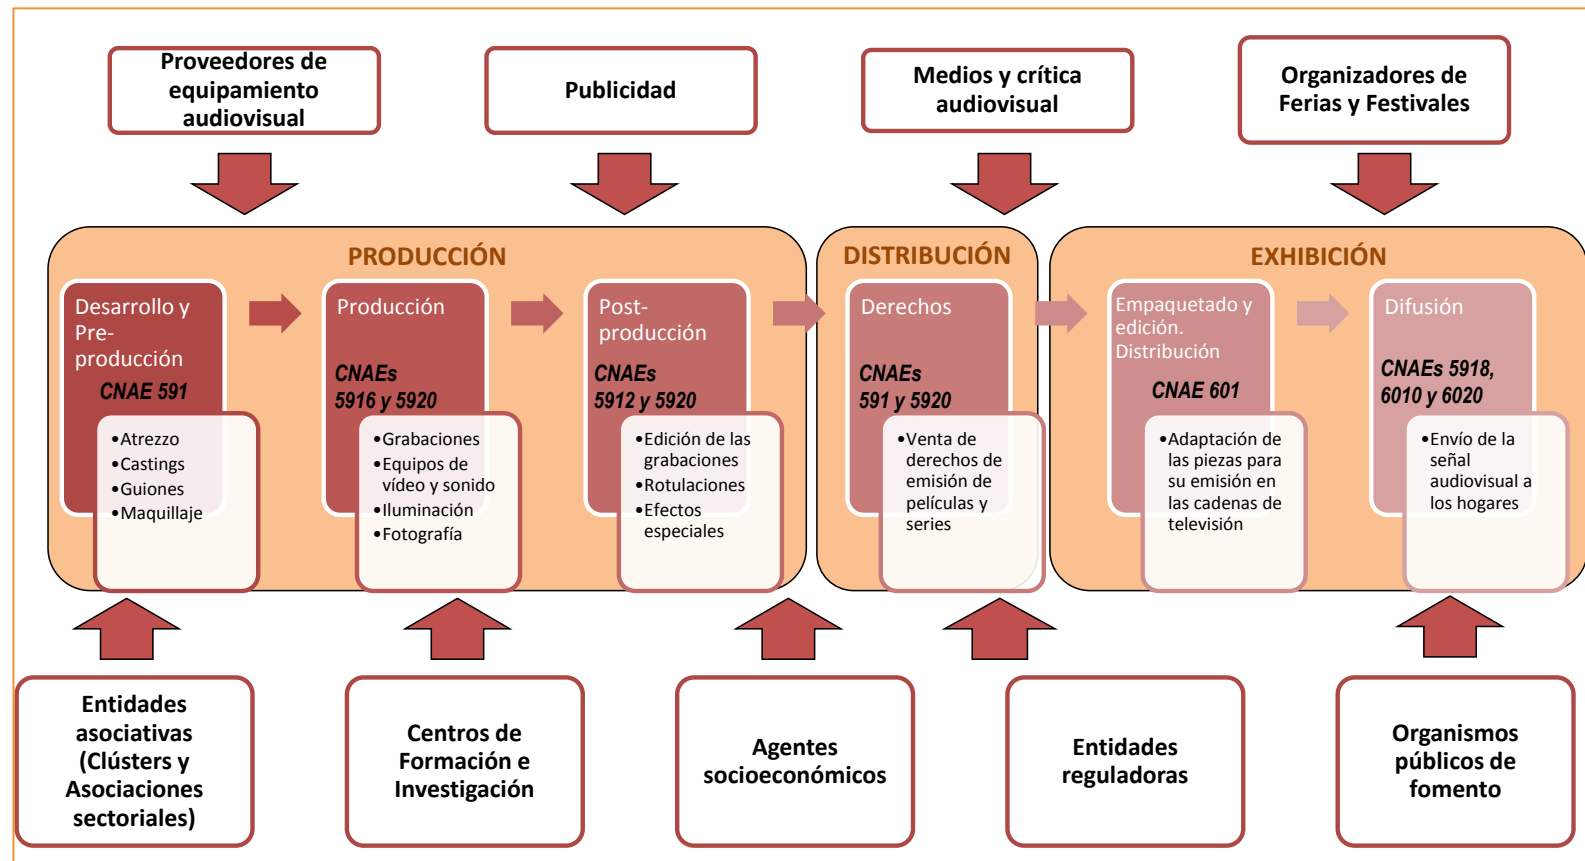 Proveedores de
equipamiento
audiovisual
Publicidad
Medios y crítica
audiovisual
Organizadores de
Ferias y Festivales
PRODUCCIÓN
DISTRIBUCIÓN
EXHIBICIÓN
Desarrollo y
Pre-
producción
CNAE 591
•Atrezzo
•Castings
•Guiones
•Maquillaje
Producción
CNAEs
5916 y 5920
•Grabaciones
•Equipos de
vídeo y sonido
•Iluminación
•Fotografía
Post-
producción
CNAEs
5912 y 5920
•Edición de las
grabaciones
•Rotulaciones
•Efectos
especiales
Derechos
CNAEs
591 y 5920
•Venta de
derechos de
emisión de
películas y
series
Empaquetado y
edición.
Distribución
CNAE 601
•Adaptación de
las piezas para
su emisión en
las cadenas de
televisión
Difusión
CNAEs 5918,
6010 y 6020
•Envío de la
señal
audiovisual a
los hogares
Entidades
asociativas
(Clústers y
Asociaciones
sectoriales)
Centros de
Formación e
Investigación
Agentes
socioeconómicos
Entidades
reguladoras
Organismos
públicos de
fomento